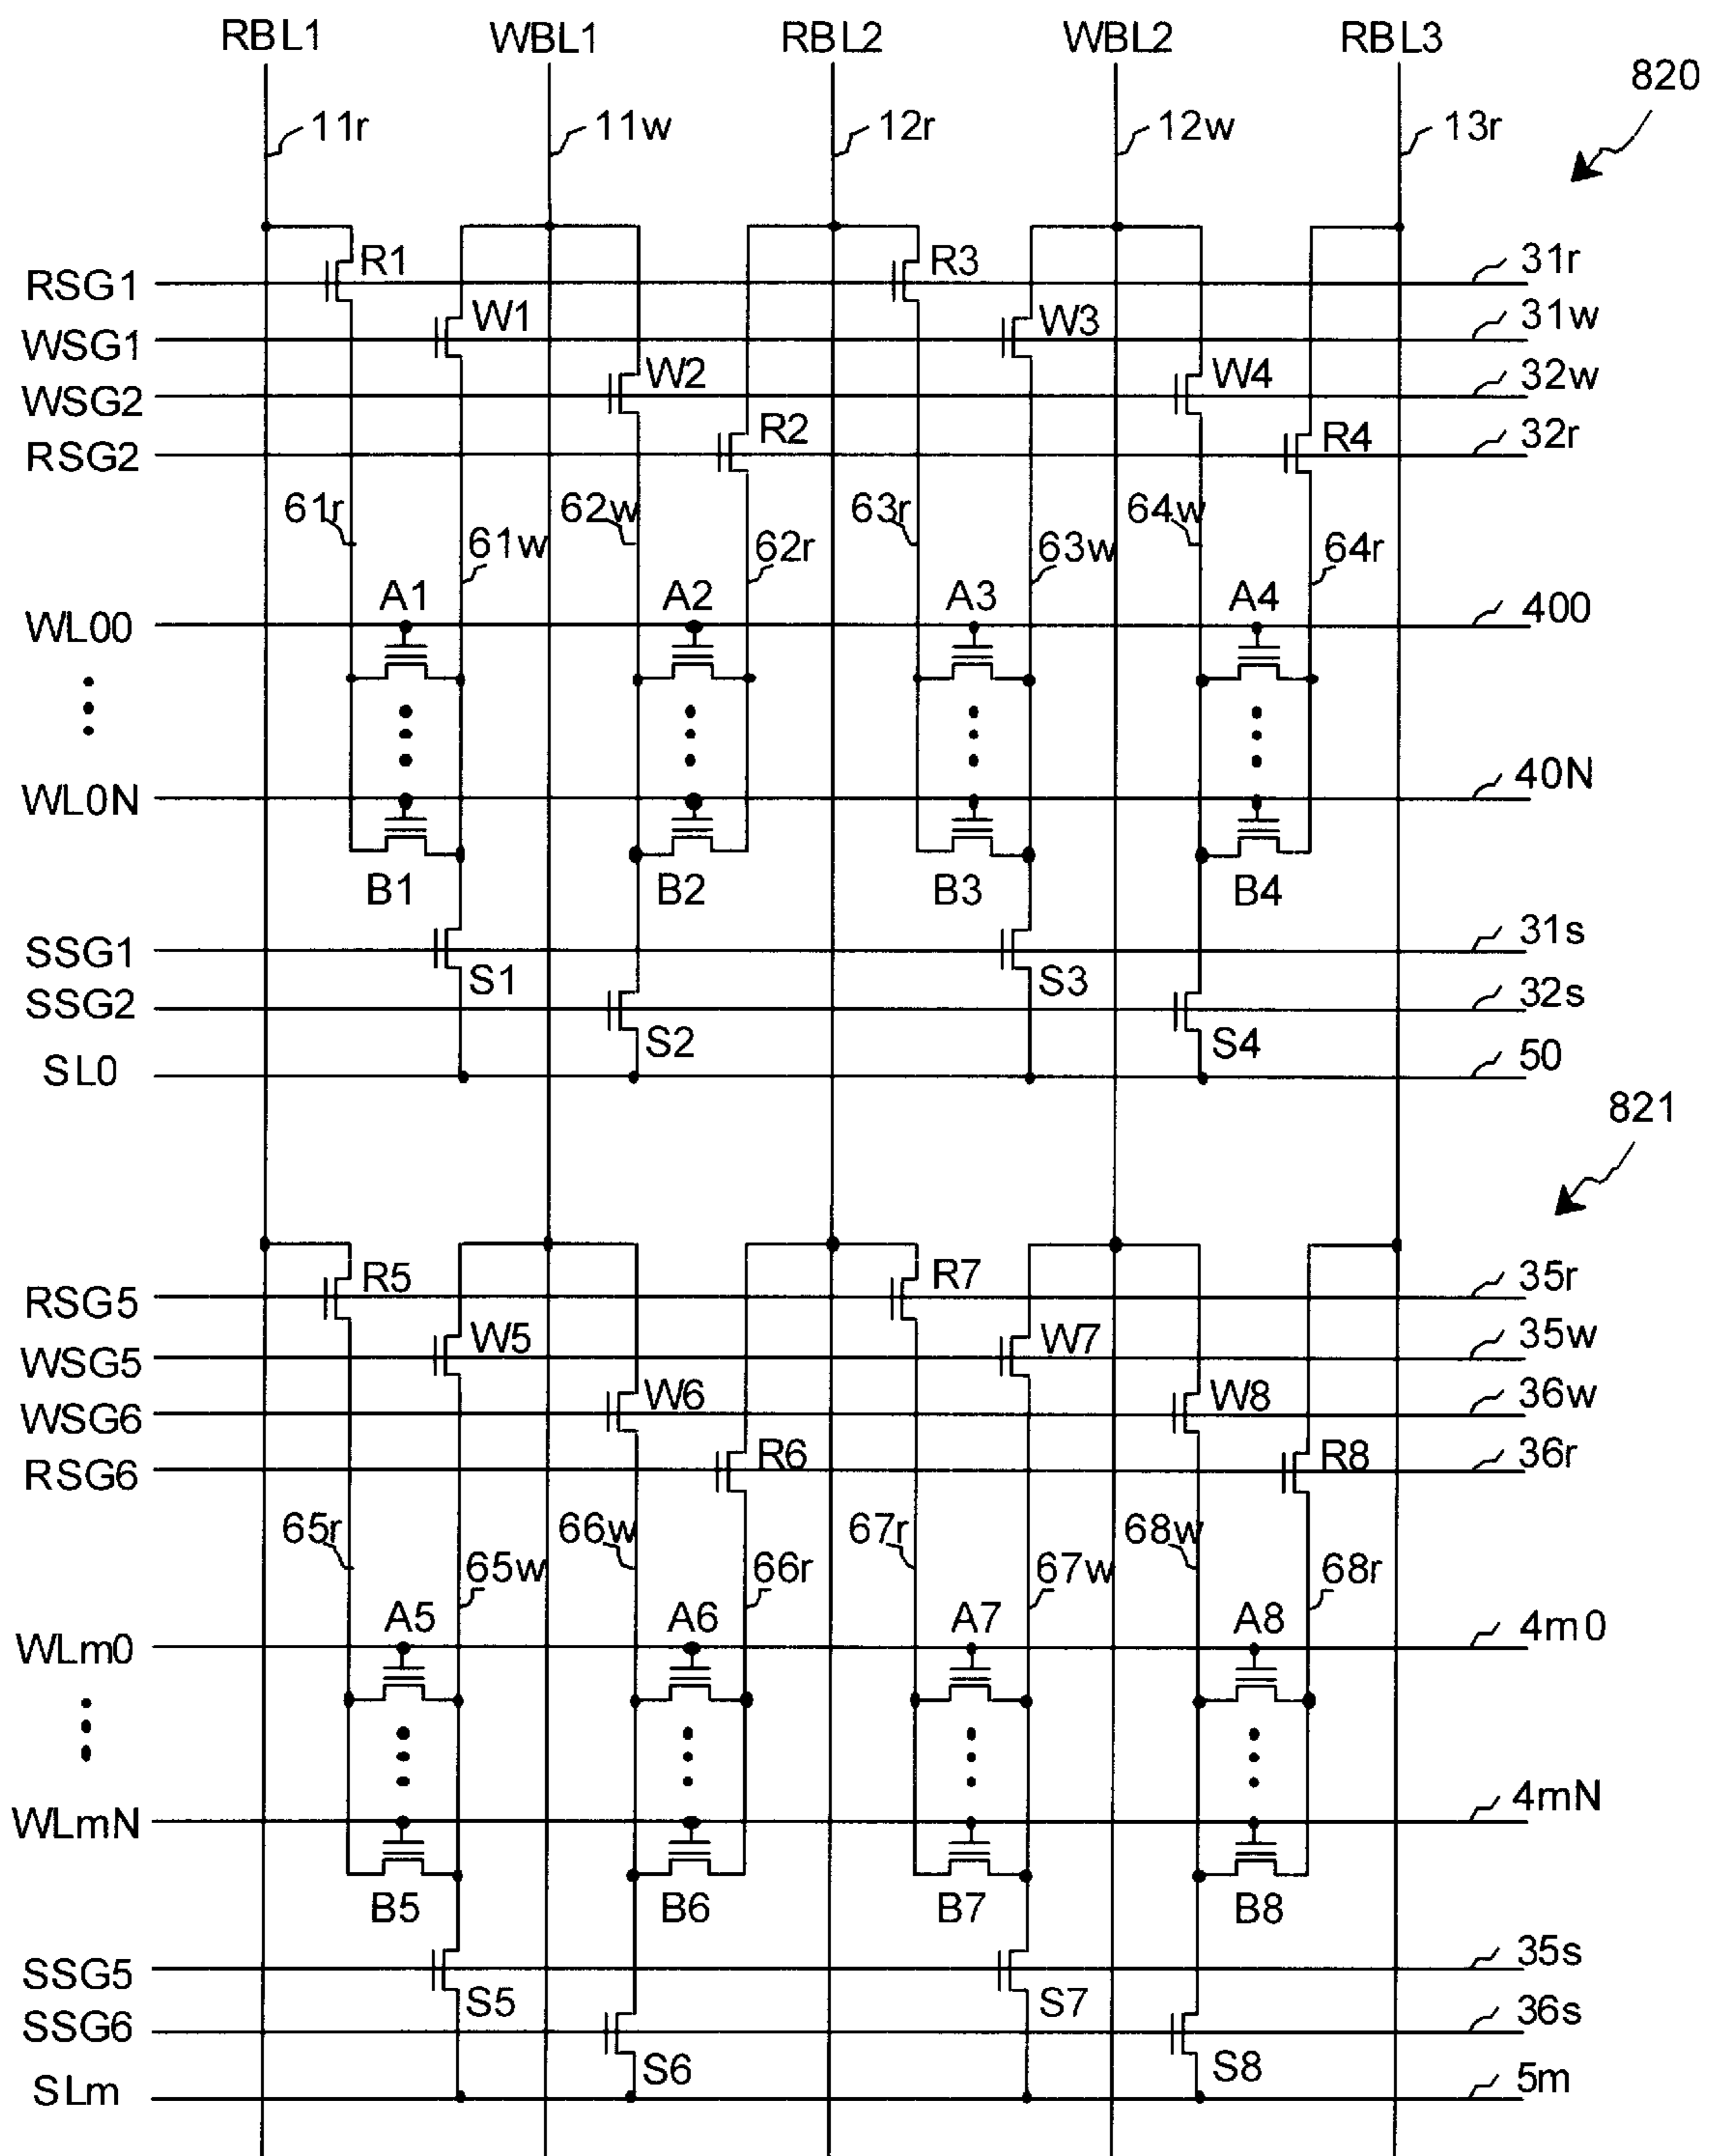 RBL1 WBL1 RBL2 WBL2 RBL3
820
11r 11w 12r 12w 13r
RSG1 R1 R3 31r
WSG1 W1 W3 31w
WSG2 W2 W4 32w
RSG2 R2 R4 32r
61r 62w 63r 64w
61w 62r 63w 64r
A1 A2 A3 A4
WL00 400
WL0N 40N
B1 B2 B3 B4
SSG1 31s
S1 S3
SSG2 32s
S2 S4
SL0 50
821
RSG5 R5 R7 35r
WSG5 W5 W7 35w
WSG6 W6 W8 36w
RSG6 R6 R8 36r
65r 66w 67r 68w
65w 66r 67w 68r
A5 A6 A7 A8
WLm0 4m0
WLmN 4mN
B5 B6 B7 B8
SSG5 35s
S5 S7
SSG6 36s
S6 S8
SLm 5m